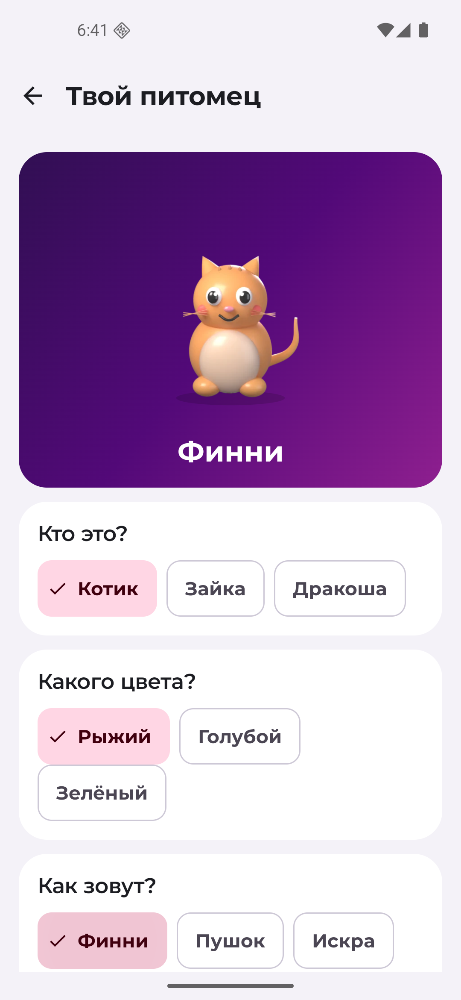 6:41
Твой питомец
Финни
Кто это?
Котик Зайка Дракоша
Какого цвета?
Рыжий Голубой
Зелёный
Как зовут?
Финни Пушок Искра